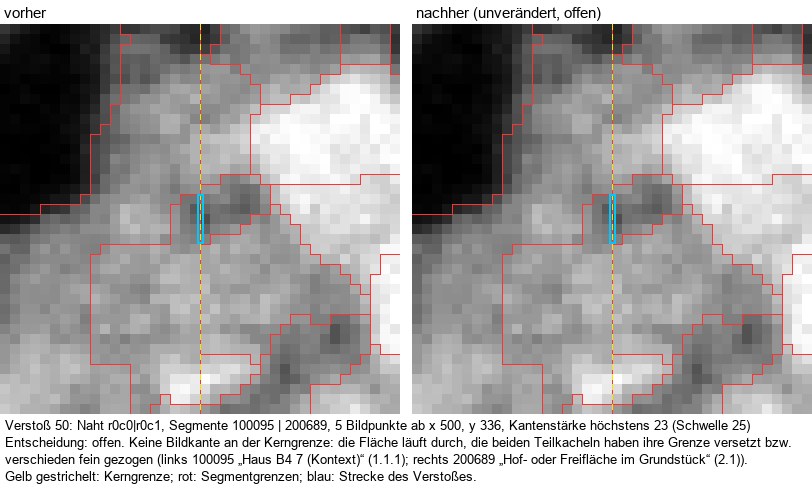 vorher
nachher (unverändert, offen)
Verstoß 50: Naht r0c0|r0c1, Segmente 100095 | 200689, 5 Bildpunkte ab x 500, y 336, Kantenstärke höchstens 23 (Schwelle 25)
Entscheidung: offen. Keine Bildkante an der Kerngrenze: die Fläche läuft durch, die beiden Teilkacheln haben ihre Grenze versetzt bzw.
verschieden fein gezogen (links 100095 „Haus B4 7 (Kontext)“ (1.1.1); rechts 200689 „Hof- oder Freifläche im Grundstück“ (2.1)).
Gelb gestrichelt: Kerngrenze; rot: Segmentgrenzen; blau: Strecke des Verstoßes.